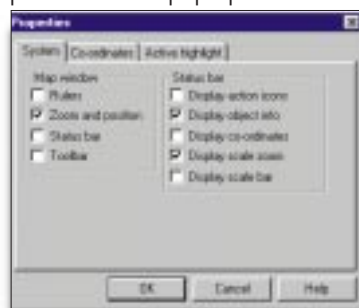 Properties
System Co-ordinates Active highlight
Map window
Rulers
Zoom and position
Status bar
Toolbar
Status bar
Display action icons
Display object info
Display co-ordinates
Display scale zoom
Display scale bar
OK Cancel Help